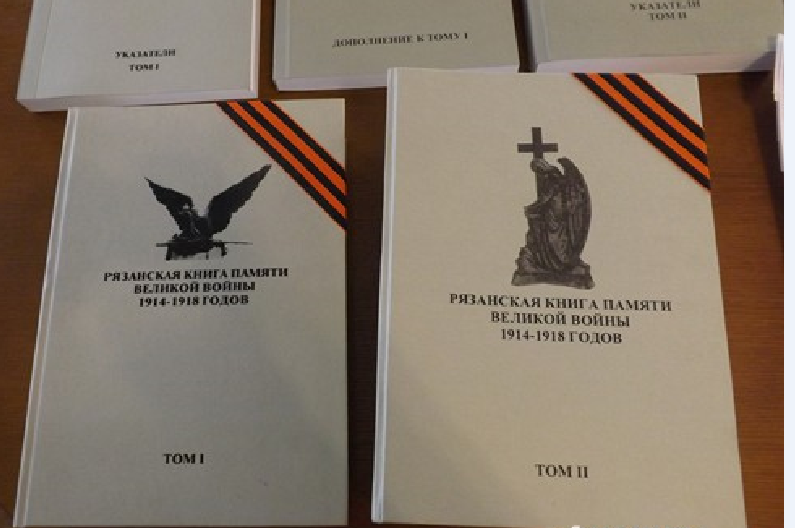 УКАЗАТЕЛИ
ТОМ I
ДОПОЛНЕНИЕ К ТОМУ I
УКАЗАТЕЛИ
ТОМ II
РЯЗАНСКАЯ КНИГА ПАМЯТИ
ВЕЛИКОЙ ВОЙНЫ
1914-1918 ГОДОВ
ТОМ I
РЯЗАНСКАЯ КНИГА ПАМЯТИ
ВЕЛИКОЙ ВОЙНЫ
1914-1918 ГОДОВ
ТОМ II